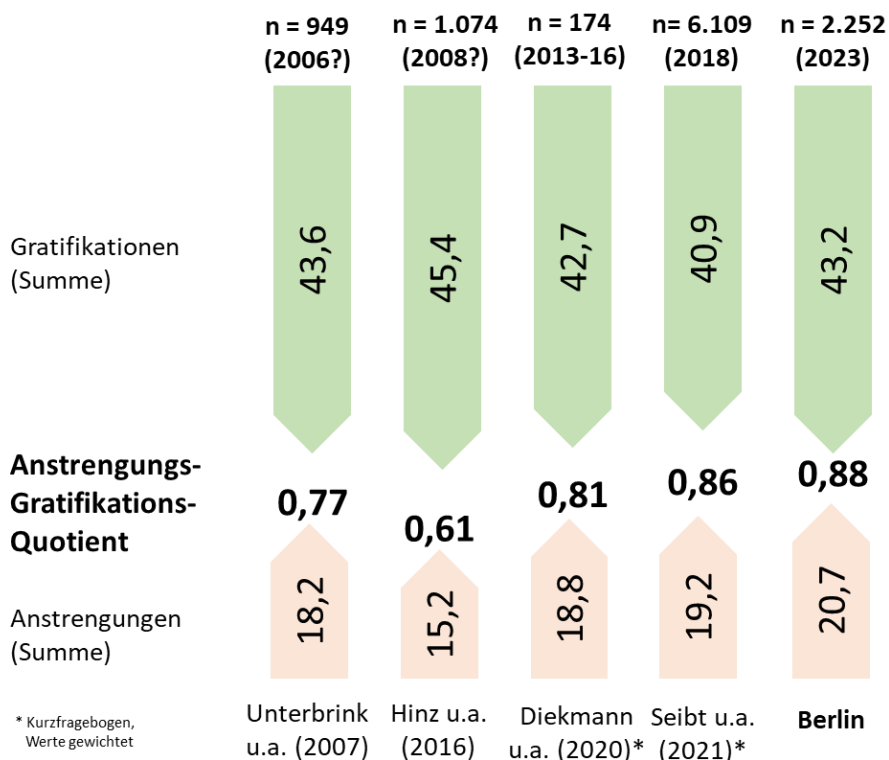 n = 949
(2006?)
n = 1.074
(2008?)
n = 174
(2013-16)
n= 6.109
(2018)
n = 2.252
(2023)
Gratifikationen
(Summe)
43,6
45,4
42,7
40,9
43,2
Anstrengungs-
Gratifikations-
Quotient
0,77
0,61
0,81
0,86
0,88
Anstrengungen
(Summe)
18,2
15,2
18,8
19,2
20,7
* Kurzfragebogen,
Werte gewichtet
Unterbrink
u.a. (2007)
Hinz u.a.
(2016)
Diekmann
u.a. (2020)*
Seibt u.a.
(2021)*
Berlin